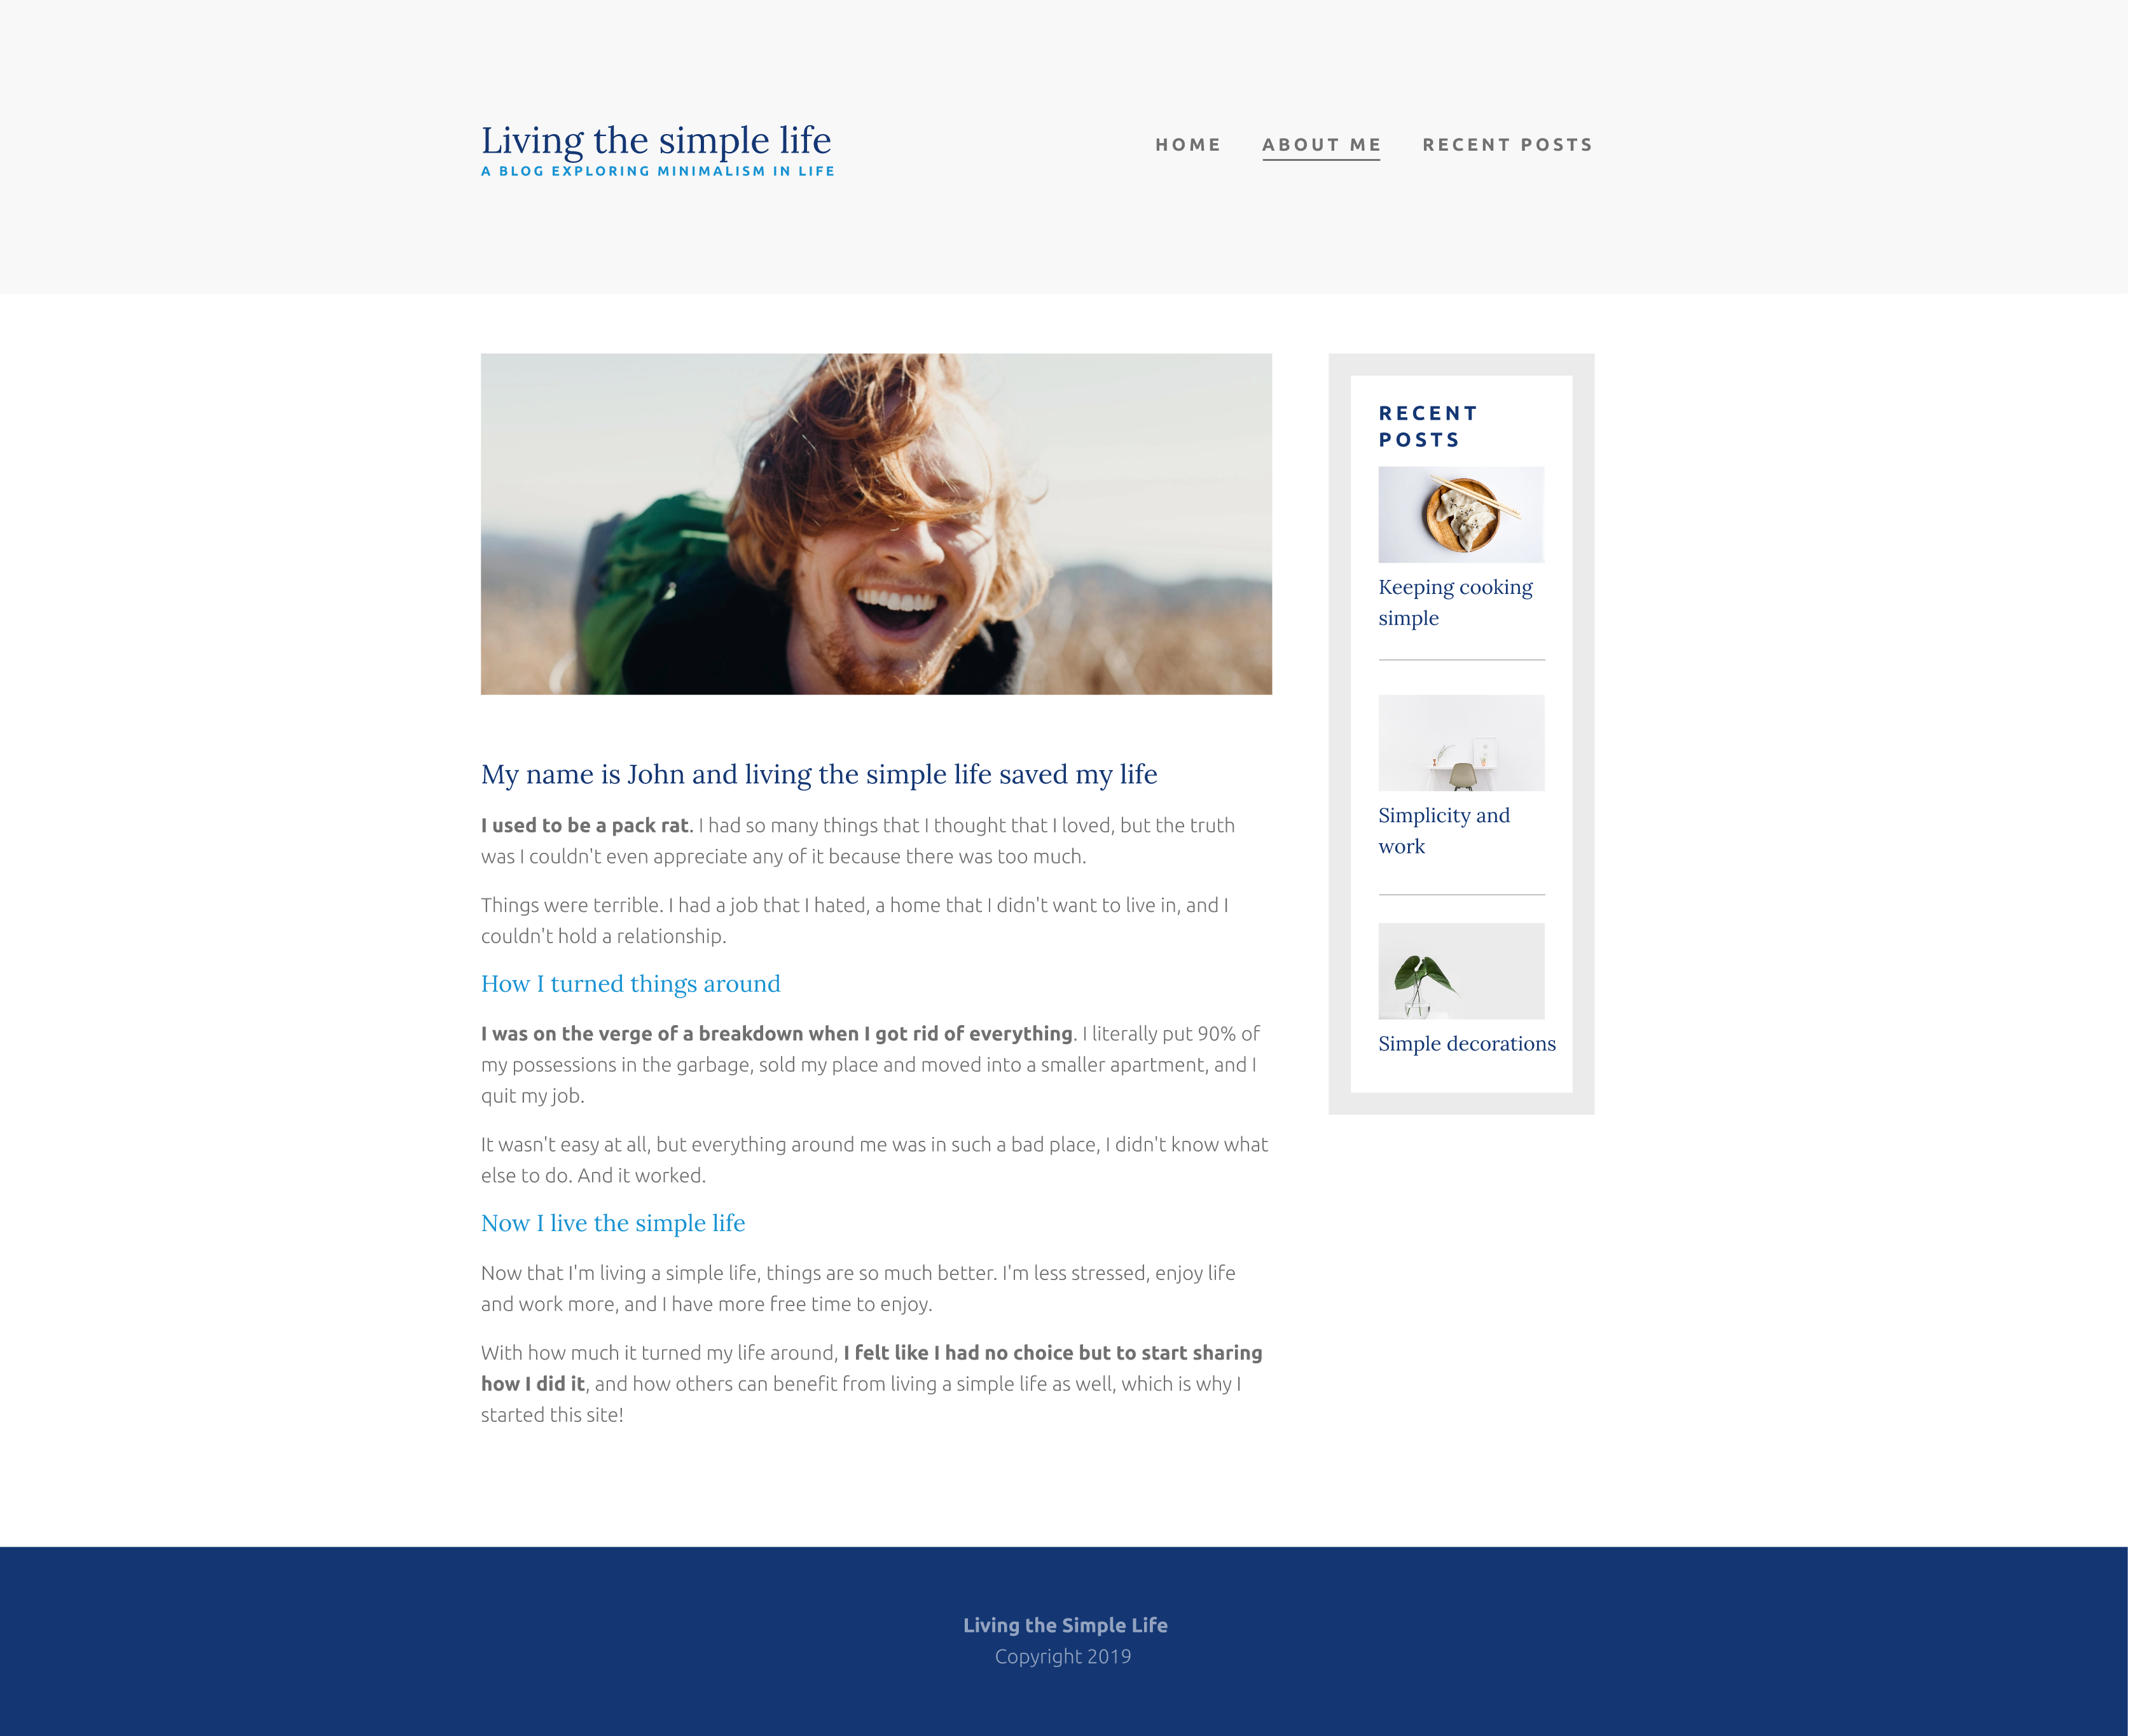 Living the simple life
A BLOG EXPLORING MINIMALISM IN LIFE
HOME ABOUT ME RECENT POSTS
My name is John and living the simple life saved my life
I used to be a pack rat. I had so many things that I thought that I loved, but the truth
was I couldn't even appreciate any of it because there was too much.
Things were terrible. I had a job that I hated, a home that I didn't want to live in, and I
couldn't hold a relationship.
How I turned things around
I was on the verge of a breakdown when I got rid of everything. I literally put 90% of
my possessions in the garbage, sold my place and moved into a smaller apartment, and I
quit my job.
It wasn't easy at all, but everything around me was in such a bad place, I didn't know what
else to do. And it worked.
Now I live the simple life
Now that I'm living a simple life, things are so much better. I'm less stressed, enjoy life
and work more, and I have more free time to enjoy.
With how much it turned my life around, I felt like I had no choice but to start sharing
how I did it, and how others can benefit from living a simple life as well, which is why I
started this site!
RECENT
POSTS
Keeping cooking
simple
Simplicity and
work
Simple decorations
Living the Simple Life
Copyright 2019